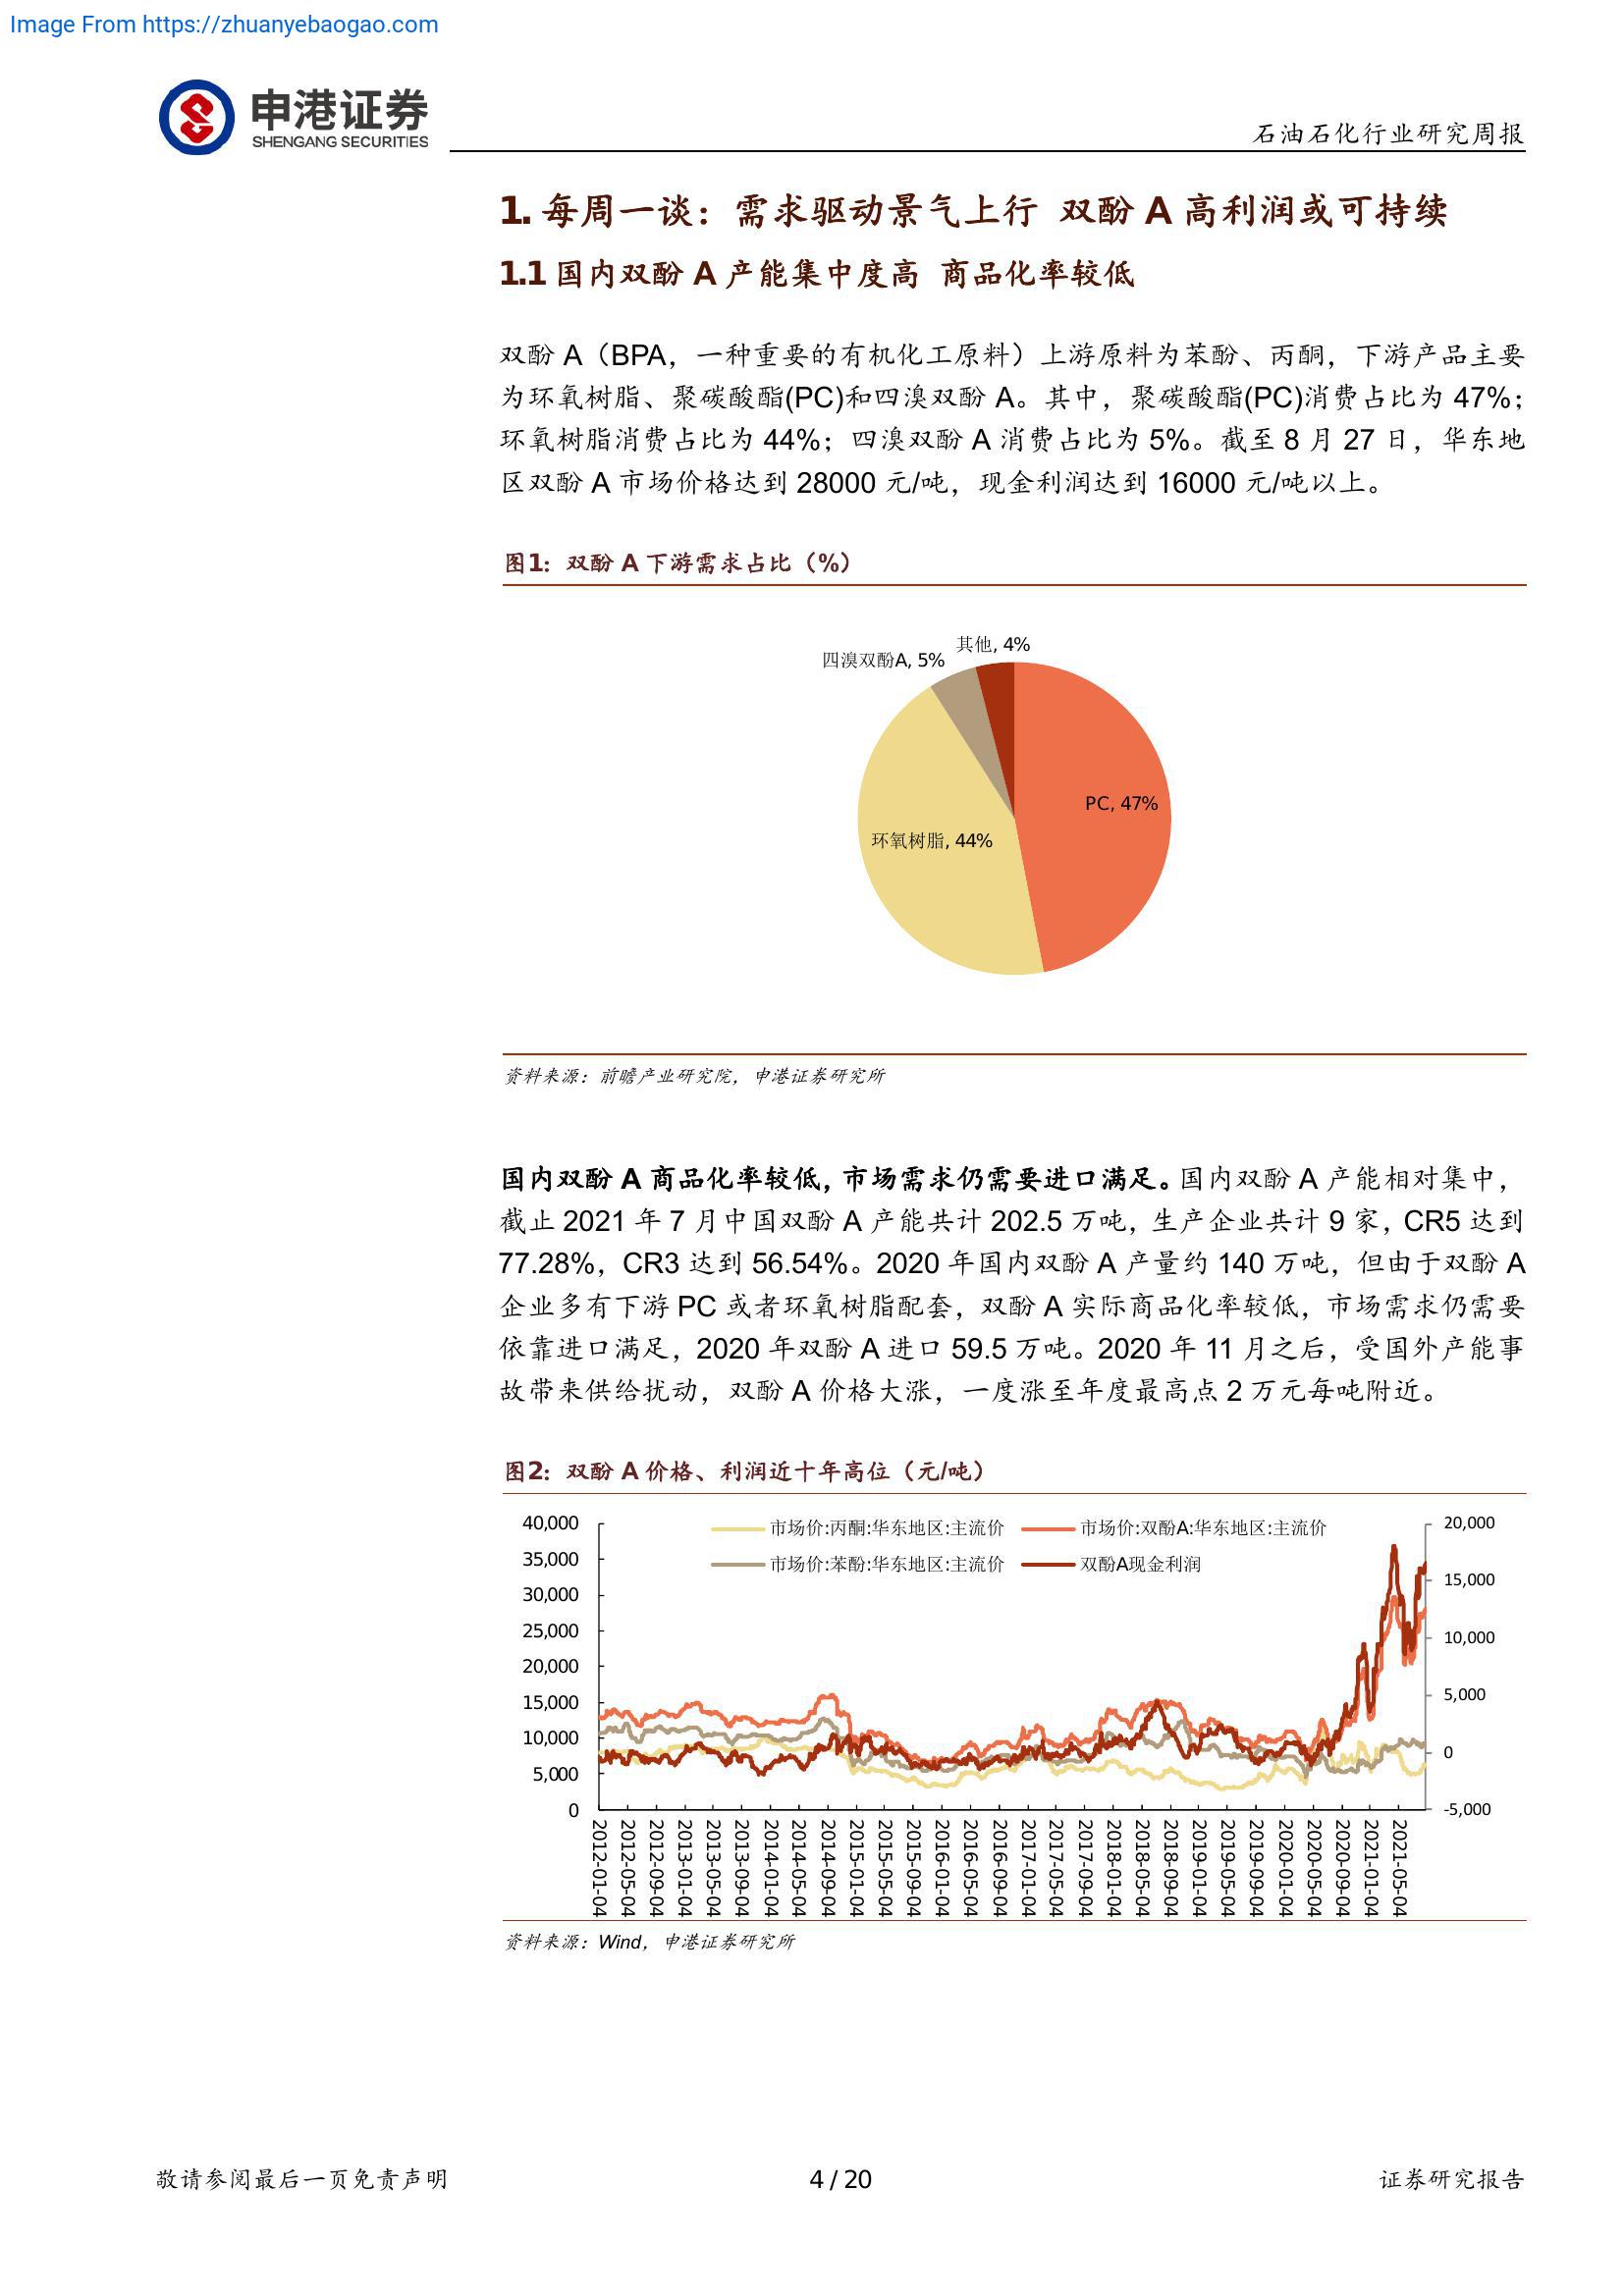 Image From https://zhuanyebaogao.com
申港证券
SHENGANG SECURITIES
石油石化行业研究周报
1. 每周一谈：需求驱动景气上行 双酚 A 高利润或可持续
1.1 国内双酚 A 产能集中度高 商品化率较低
双酚 A（BPA，一种重要的有机化工原料）上游原料为苯酚、丙酮，下游产品主要
为环氧树脂、聚碳酸酯(PC)和四溴双酚 A。其中，聚碳酸酯(PC)消费占比为 47%；
环氧树脂消费占比为 44%；四溴双酚 A 消费占比为 5%。截至 8 月 27 日，华东地
区双酚 A 市场价格达到 28000 元/吨，现金利润达到 16000 元/吨以上。
图1：双酚 A 下游需求占比（%）
其他, 4%
四溴双酚A, 5%
PC, 47%
环氧树脂, 44%
资料来源：前瞻产业研究院，申港证券研究所
国内双酚 A 商品化率较低，市场需求仍需要进口满足。国内双酚 A 产能相对集中，
截止 2021 年 7 月中国双酚 A 产能共计 202.5 万吨，生产企业共计 9 家，CR5 达到
77.28%，CR3 达到 56.54%。2020 年国内双酚 A 产量约 140 万吨，但由于双酚 A
企业多有下游 PC 或者环氧树脂配套，双酚 A 实际商品化率较低，市场需求仍需要
依靠进口满足，2020 年双酚 A 进口 59.5 万吨。2020 年 11 月之后，受国外产能事
故带来供给扰动，双酚 A 价格大涨，一度涨至年度最高点 2 万元每吨附近。
图2：双酚 A 价格、利润近十年高位（元/吨）
市场价:丙酮:华东地区:主流价
市场价:双酚A:华东地区:主流价
市场价:苯酚:华东地区:主流价
双酚A现金利润
40,000
35,000
30,000
25,000
20,000
15,000
10,000
5,000
0
20,000
15,000
10,000
5,000
0
-5,000
2012-01-04
2012-05-04
2012-09-04
2013-01-04
2013-05-04
2013-09-04
2014-01-04
2014-05-04
2014-09-04
2015-01-04
2015-05-04
2015-09-04
2016-01-04
2016-05-04
2016-09-04
2017-01-04
2017-05-04
2017-09-04
2018-01-04
2018-05-04
2018-09-04
2019-01-04
2019-05-04
2019-09-04
2020-01-04
2020-05-04
2020-09-04
2021-01-04
2021-05-04
资料来源：Wind，申港证券研究所
敬请参阅最后一页免责声明
4 / 20
证券研究报告